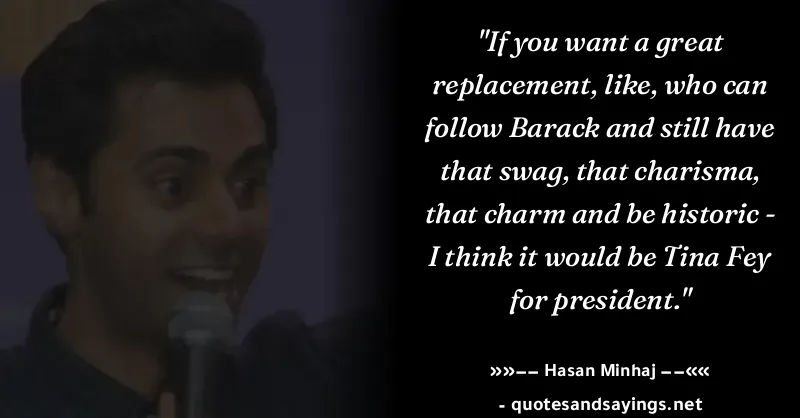 "If you want a great
replacement, like, who can
follow Barack and still have
that swag, that charisma,
that charm and be historic -
I think it would be Tina Fey
for president."
»»–– Hasan Minhaj ––««
- quotesandsayings.net